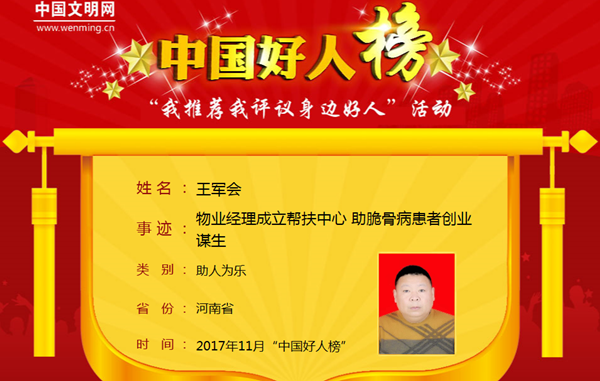 中国文明网
www.wenming.cn
中国好人榜
“我推荐我评议身边好人”活动
姓名：王军会
事迹：物业经理成立帮扶中心 助脆骨病患者创业
谋生
类别：助人为乐
省份：河南省
时间：2017年11月“中国好人榜”